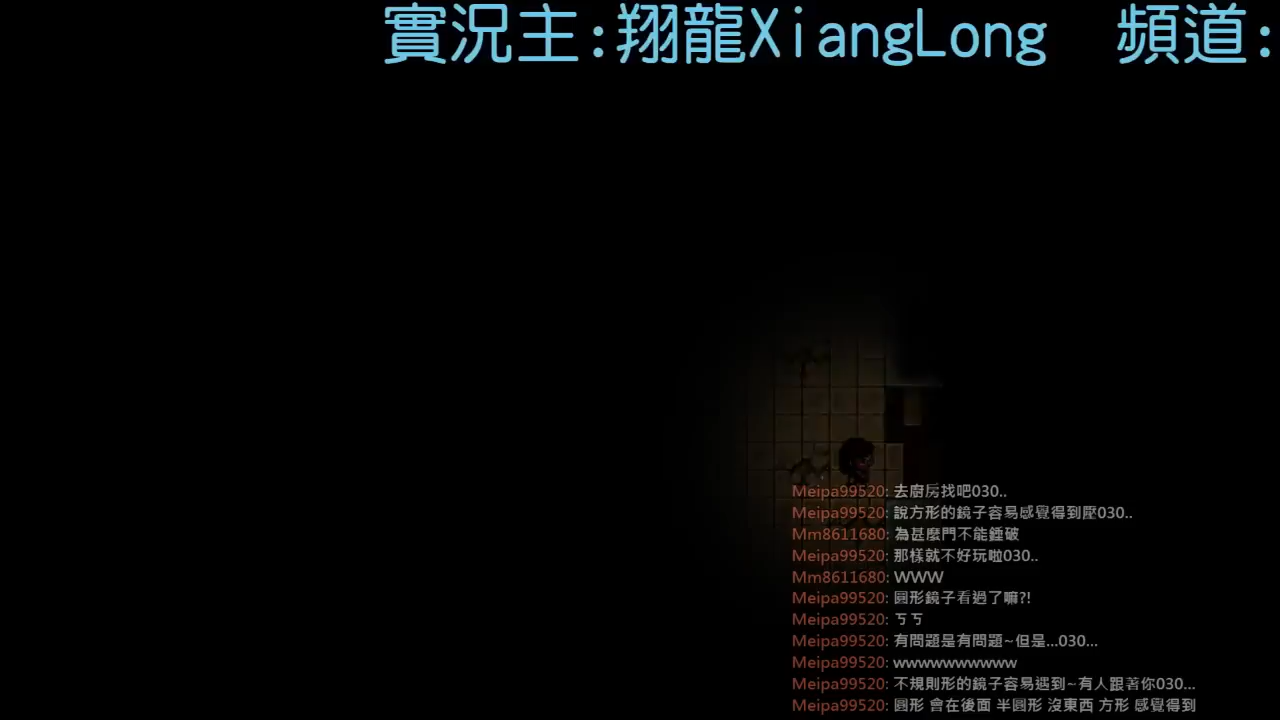 實況主:翔龍XiangLong 頻道:
Meipa99520: 去廚房找吧030..
Meipa99520: 說方形的鏡子容易感覺得到壓030..
Mm8611680: 為甚麼門不能錘破
Meipa99520: 那樣就不好玩啦030..
Mm8611680: WWW
Meipa99520: 圓形鏡子看過了嘛?!
Meipa99520: ㄎㄎ
Meipa99520: 有問題是有問題~但是...030...
Meipa99520: wwwwwwwwww
Meipa99520: 不規則形的鏡子容易遇到~有人跟著你030...
Meipa99520: 圓形 會在後面 半圓形 沒東西 方形 感覺得到